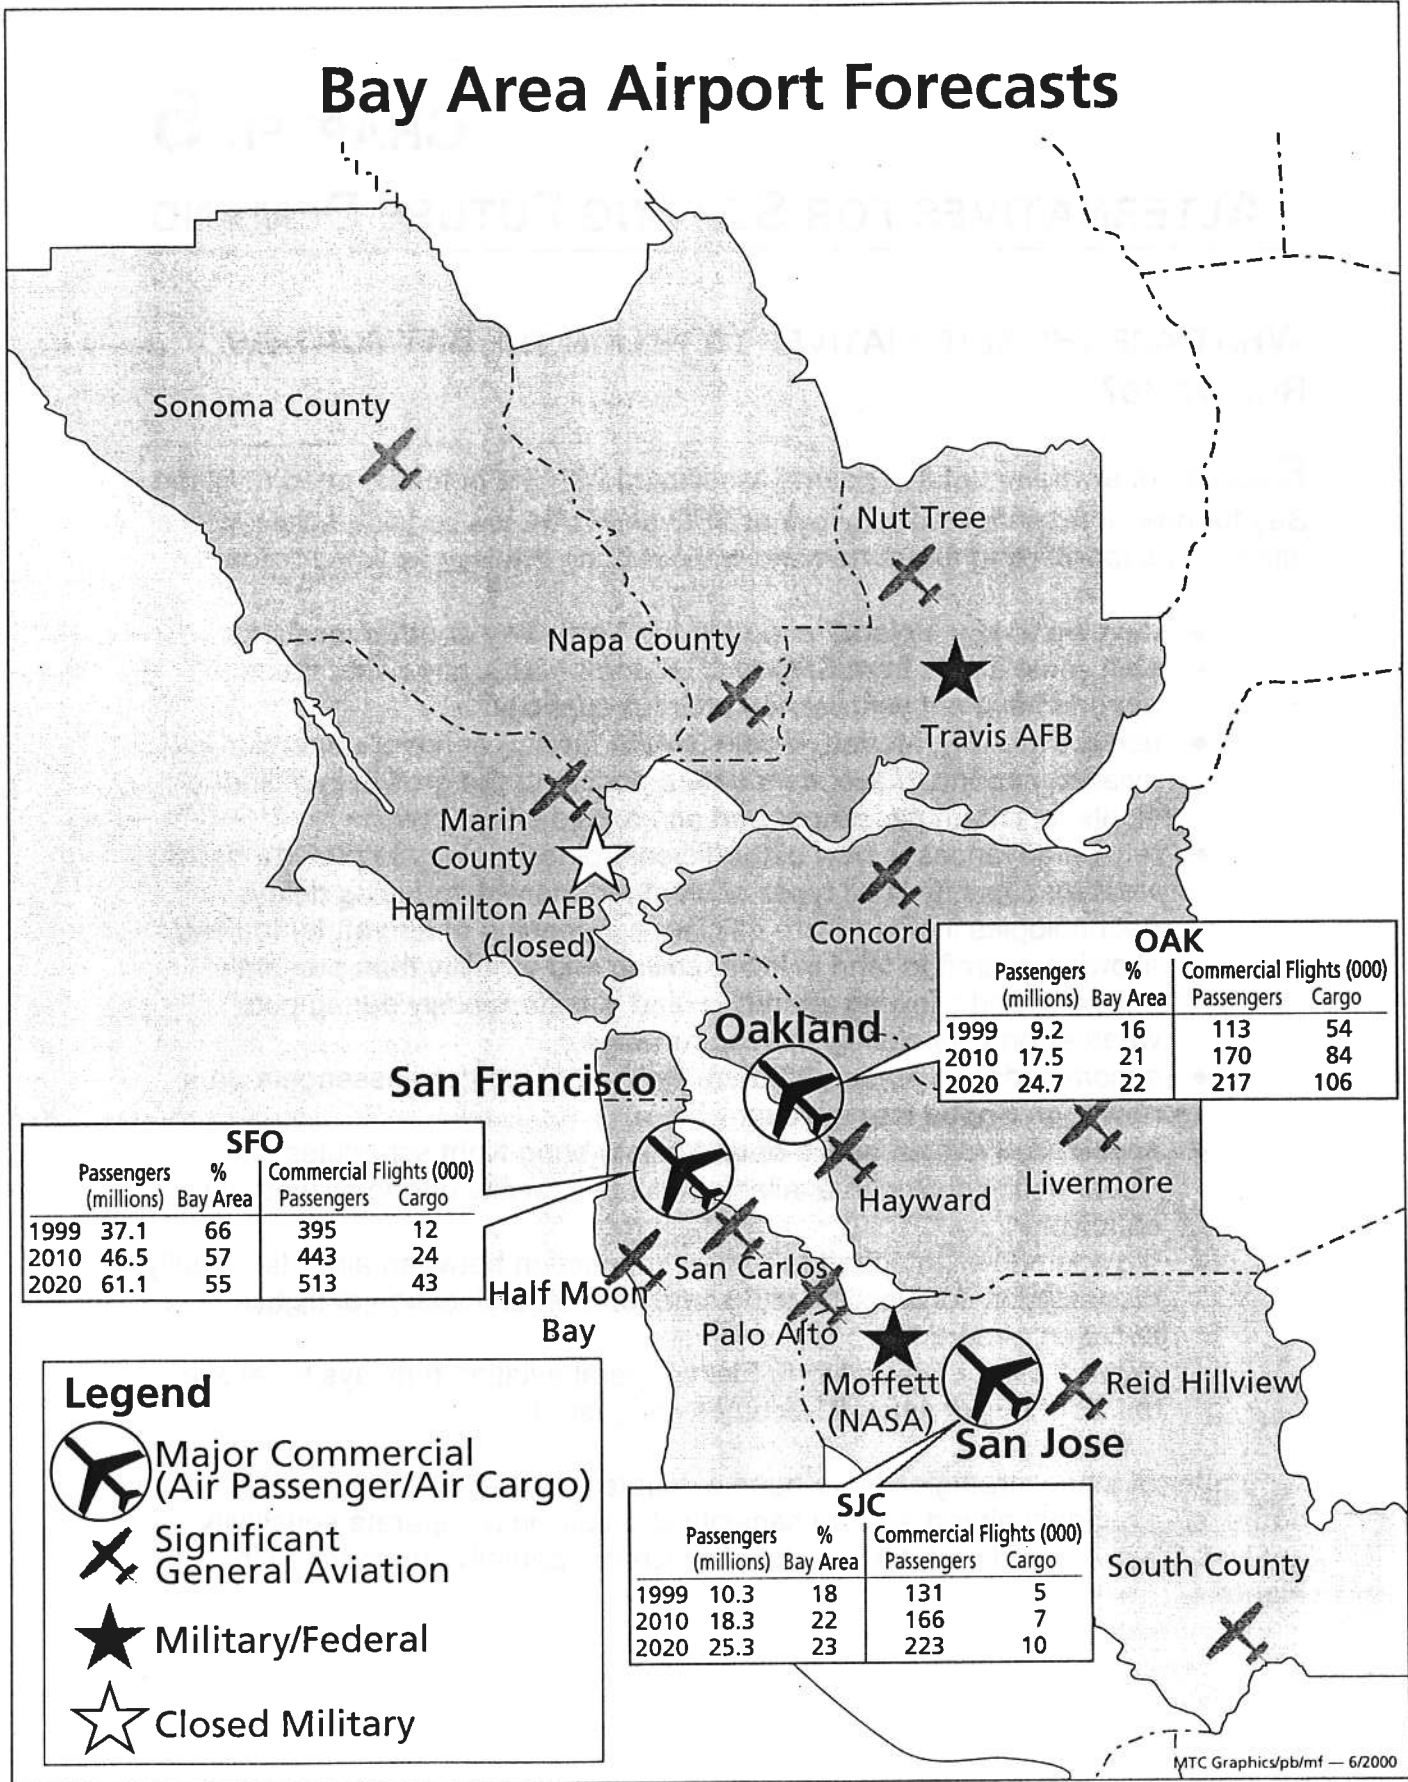 Bay Area Airport Forecasts
Sonoma County
Nut Tree
Napa County
Travis AFB
Marin
County
Hamilton AFB
(closed)
Concord
OAK
Passengers % Commercial Flights (000)
(millions) Bay Area Passengers Cargo
1999 9.2 16 113 54
2010 17.5 21 170 84
2020 24.7 22 217 106
Oakland
San Francisco
SFO
Passengers % Commercial Flights (000)
(millions) Bay Area Passengers Cargo
1999 37.1 66 395 12
2010 46.5 57 443 24
2020 61.1 55 513 43
Hayward
Livermore
San Carlos
Half Moon
Bay
Palo Alto
Moffett
(NASA)
Reid Hillview
San Jose
SJC
Passengers % Commercial Flights (000)
(millions) Bay Area Passengers Cargo
1999 10.3 18 131 5
2010 18.3 22 166 7
2020 25.3 23 223 10
South County
Legend
Major Commercial
(Air Passenger/Air Cargo)
Significant
General Aviation
Military/Federal
Closed Military
MTC Graphics/pb/mf — 6/2000